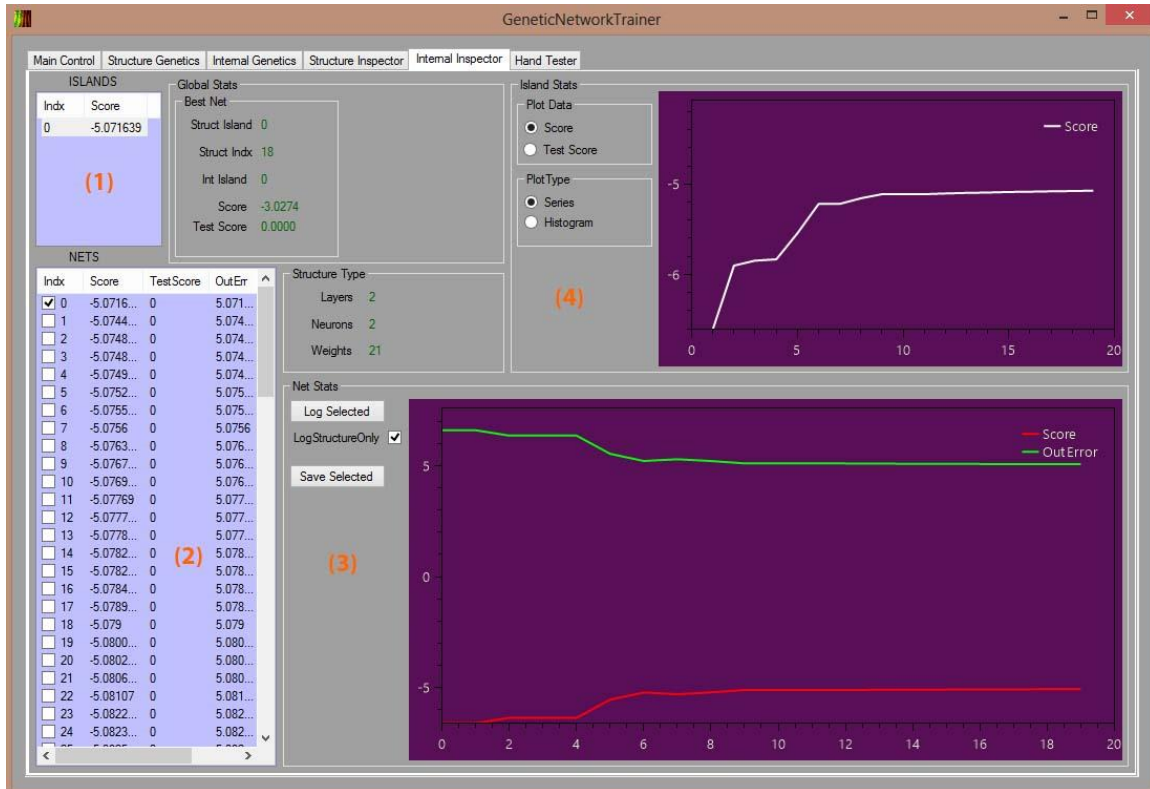 GeneticNetworkTrainer
Main Control Structure Genetics Internal Genetics Structure Inspector Internal Inspector Hand Tester
ISLANDS
Indx Score
0 -5.071639
(1)
Global Stats
Best Net
Struct Island 0
Struct Indx 18
Int Island 0
Score -3.0274
Test Score 0.0000
Island Stats
Plot Data
Score
Test Score
PlotType
Series
Histogram
(4)
Score
-5
-6
0 5 10 15 20
NETS
Indx Score TestScore OutErr
0 -5.0716... 0 5.071...
1 -5.0744... 0 5.074...
2 -5.0748... 0 5.074...
3 -5.0748... 0 5.074...
4 -5.0749... 0 5.074...
5 -5.0752... 0 5.075...
6 -5.0755... 0 5.075...
7 -5.0756 0 5.0756
8 -5.0763... 0 5.076...
9 -5.0767... 0 5.076...
10 -5.0769... 0 5.076...
11 -5.07769 0 5.077...
12 -5.0777... 0 5.077...
13 -5.0778... 0 5.077...
14 -5.0782... 0 5.078...
15 -5.0782... 0 5.078...
16 -5.0784... 0 5.078...
17 -5.0789... 0 5.078...
18 -5.079 0 5.079
19 -5.0800... 0 5.080...
20 -5.0802... 0 5.080...
21 -5.0806... 0 5.080...
22 -5.08107 0 5.081...
23 -5.0822... 0 5.082...
24 -5.0823... 0 5.082...
(2)
Structure Type
Layers 2
Neurons 2
Weights 21
Net Stats
Log Selected
LogStructureOnly
Save Selected
(3)
Score
OutError
5
0
-5
0 2 4 6 8 10 12 14 16 18 20